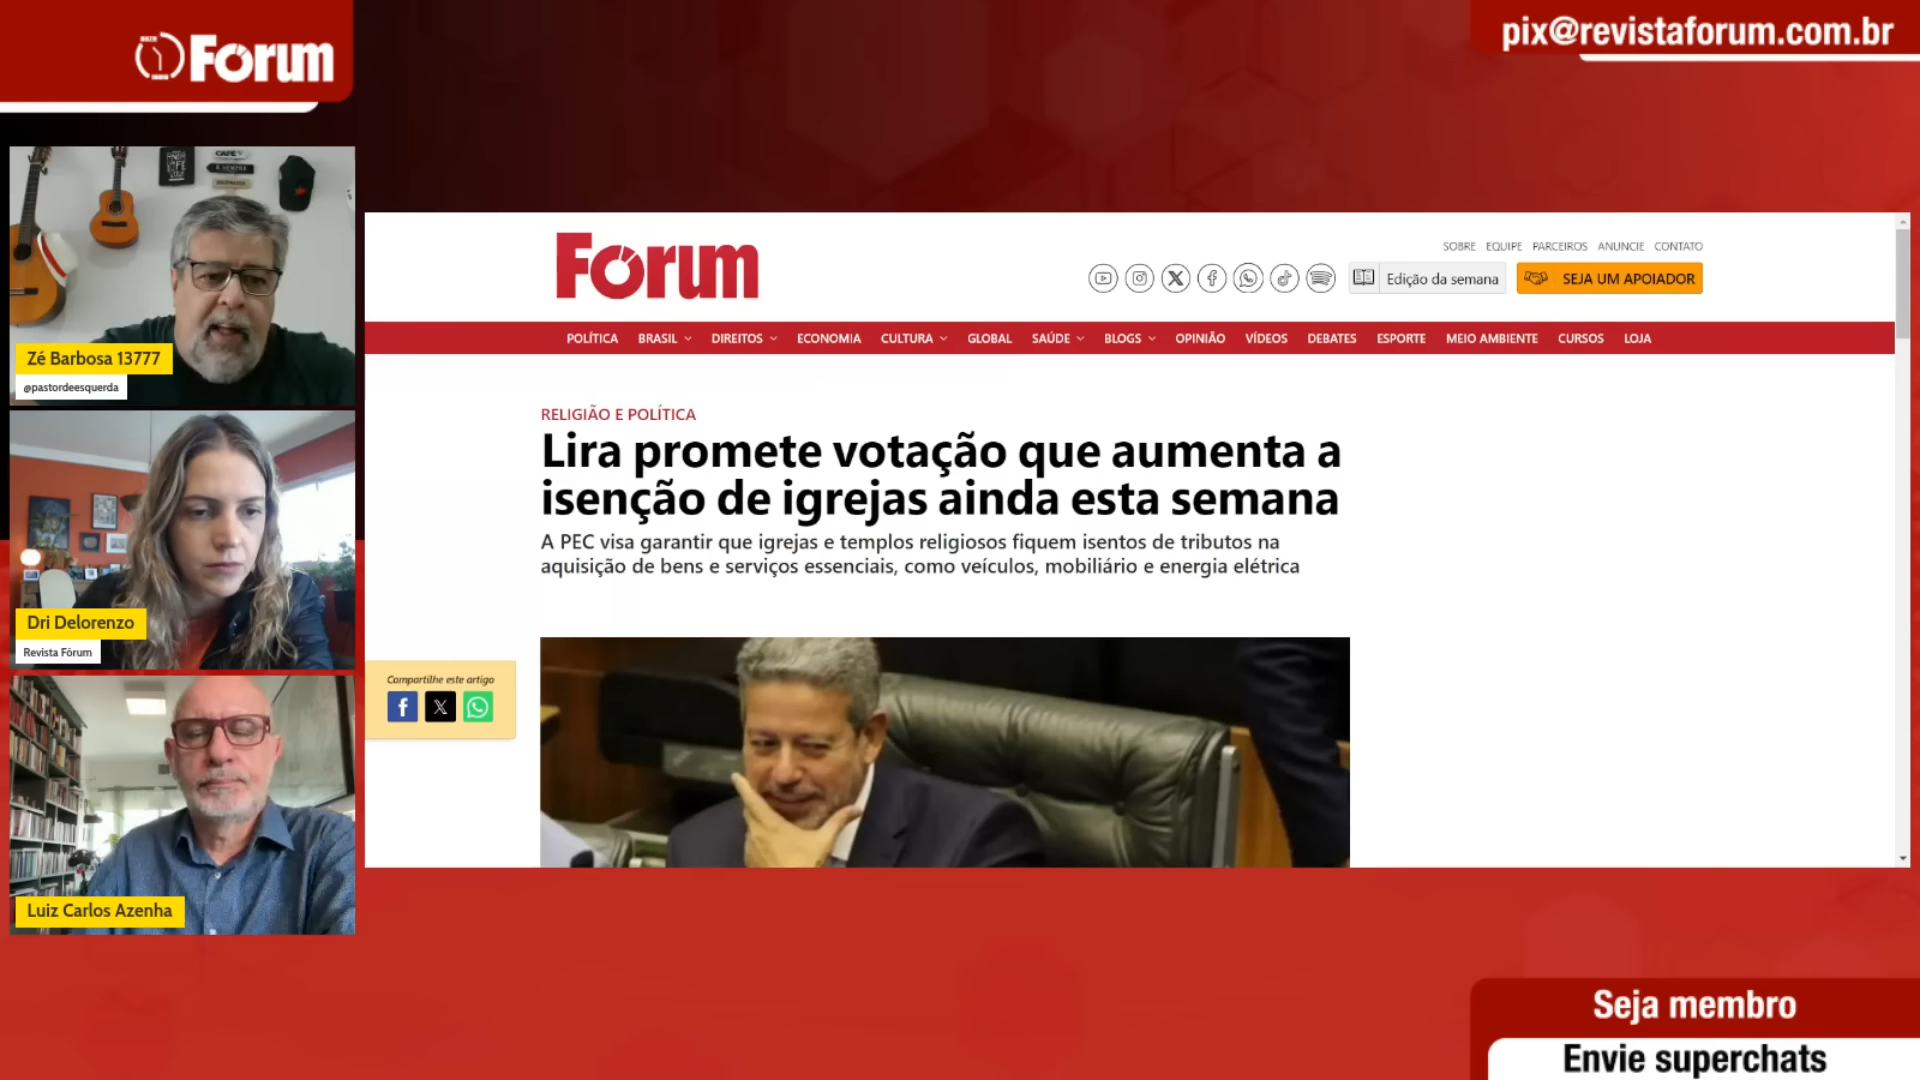 Forum
pix@revistaforum.com.br
CAFÉ
Zé Barbosa 13777
@pastordeesquerda
Dri Delorenzo
Revista Fórum
Luiz Carlos Azenha
Fórum
SOBRE EQUIPE PARCEIROS ANUNCIE CONTATO
Edição da semana
SEJA UM APOIADOR
POLÍTICA BRASIL DIREITOS ECONOMIA CULTURA GLOBAL SAÚDE BLOGS OPINIÃO VÍDEOS DEBATES ESPORTE MEIO AMBIENTE CURSOS LOJA
RELIGIÃO E POLÍTICA
Lira promete votação que aumenta a
isenção de igrejas ainda esta semana
A PEC visa garantir que igrejas e templos religiosos fiquem isentos de tributos na
aquisição de bens e serviços essenciais, como veículos, mobiliário e energia elétrica
Compartilhe este artigo
Seja membro
Envie superchats